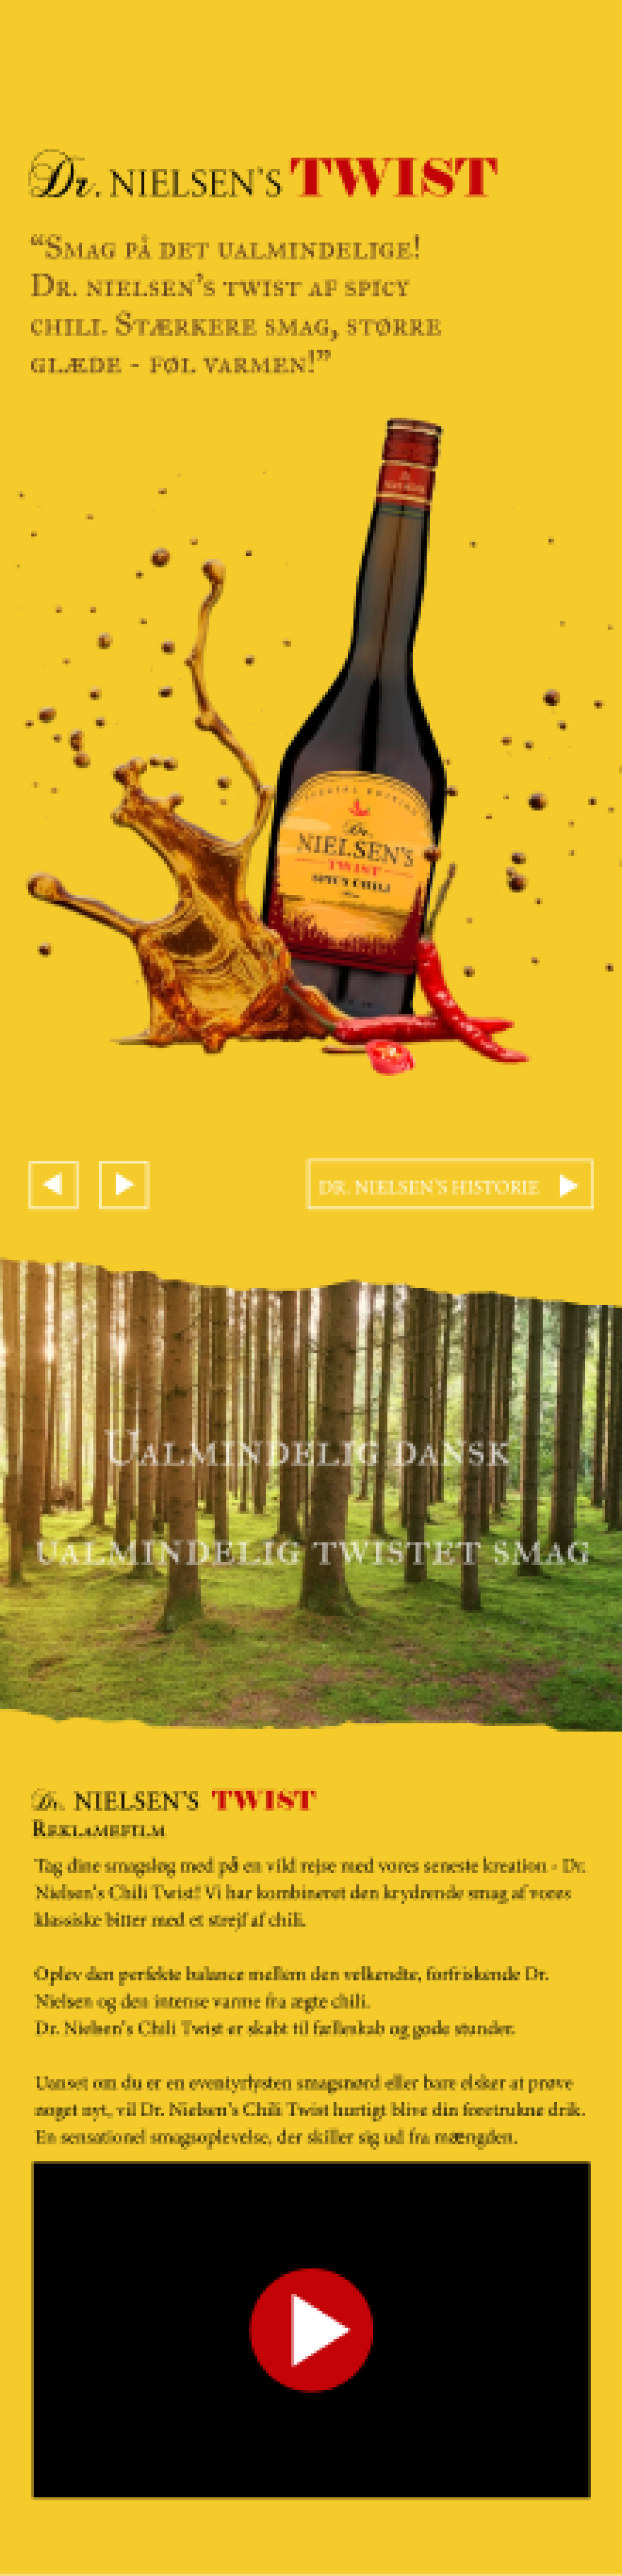 Dr. NIELSEN'S TWIST
“Smag på det ualmindelige!
Dr. nielsen's twist af spicy
chili. Stærkere smag, større
glæde - føl varmen!”
SPECIAL EDITION
Dr.
NIELSEN'S
TWIST
SPICY CHILI
DR. NIELSEN'S HISTORIE
Ualmindelig dansk
ualmindelig twistet smag
Dr. NIELSEN'S TWIST
Reklamefilm
Tag dine smagsløg med på en vild rejse med vores seneste kreation - Dr.
Nielsen's Chili Twist! Vi har kombineret den krydrende smag af vores
klassiske bitter med et strejf af chili.
Oplev den perfekte balance mellem den velkendte, forfriskende Dr.
Nielsen og den intense varme fra ægte chili.
Dr. Nielsen's Chili Twist er skabt til fælleskab og gode stunder.
Uanset om du er en eventyrlysten smagsnørd eller bare elsker at prøve
noget nyt, vil Dr. Nielsen's Chili Twist hurtigt blive din foretrukne drik.
En sensationel smagsoplevelse, der skiller sig ud fra mængden.